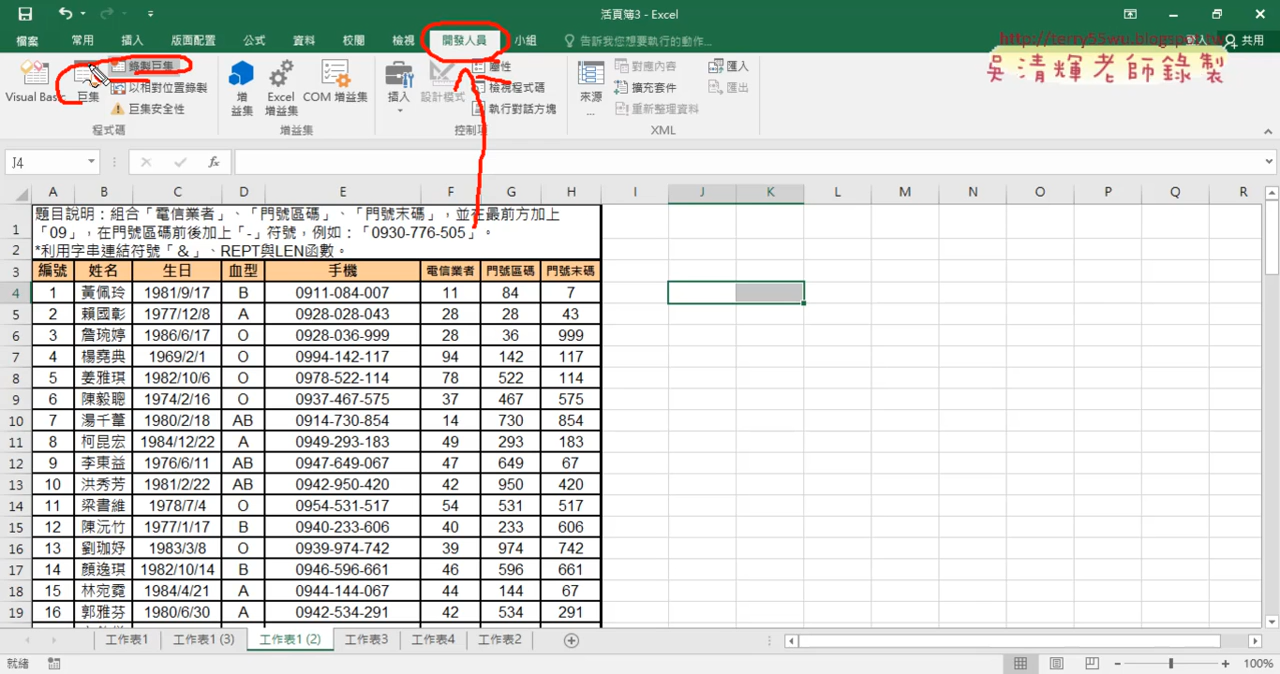 活頁簿3 - Excel
檔案 常用 插入 版面配置 公式 資料 校閱 檢視 開發人員 小組 告訴我您想要執行的動作... 共用
http://terry55wu.blogspot.tw
吳清輝老師錄製
Visual Basic 巨集 錄製巨集 以相對位置錄製 巨集安全性 程式碼
增益集 Excel 增益集 COM 增益集 增益集
插入 設計模式 屬性 檢視程式碼 執行對話方塊 控制項
來源... 對應內容 擴充套件 重新整理資料 匯入 匯出 XML
J4 fx
A B C D E F G H I J K L M N O P Q R
1 題目說明：組合「電信業者」、「門號區碼」、「門號末碼」，並在最前方加上
「09」，在門號區碼前後加上「-」符號，例如：「0930-776-505」。
2 *利用字串連結符號「&」、REPT與LEN函數。
3 編號 姓名 生日 血型 手機 電信業者 門號區碼 門號末碼
4 1 黃佩玲 1981/9/17 B 0911-084-007 11 84 7
5 2 賴國彰 1977/12/8 A 0928-028-043 28 28 43
6 3 詹琬婷 1986/6/17 O 0928-036-999 28 36 999
7 4 楊堯典 1969/2/1 O 0994-142-117 94 142 117
8 5 姜雅琪 1982/10/6 O 0978-522-114 78 522 114
9 6 陳毅聰 1974/2/16 O 0937-467-575 37 467 575
10 7 湯千葦 1980/2/18 AB 0914-730-854 14 730 854
11 8 柯昆宏 1984/12/22 A 0949-293-183 49 293 183
12 9 李東益 1976/6/11 AB 0947-649-067 47 649 67
13 10 洪秀芳 1981/2/22 AB 0942-950-420 42 950 420
14 11 梁書維 1978/7/4 O 0954-531-517 54 531 517
15 12 陳沅竹 1977/1/17 B 0940-233-606 40 233 606
16 13 劉珈妤 1983/3/8 O 0939-974-742 39 974 742
17 14 顏逸琪 1982/10/14 B 0946-596-661 46 596 661
18 15 林宛霓 1984/4/21 A 0944-144-067 44 144 67
19 16 郭雅芬 1980/6/30 A 0942-534-291 42 534 291
工作表1 工作表1 (3) 工作表1 (2) 工作表3 工作表4 工作表2
就緒 100%